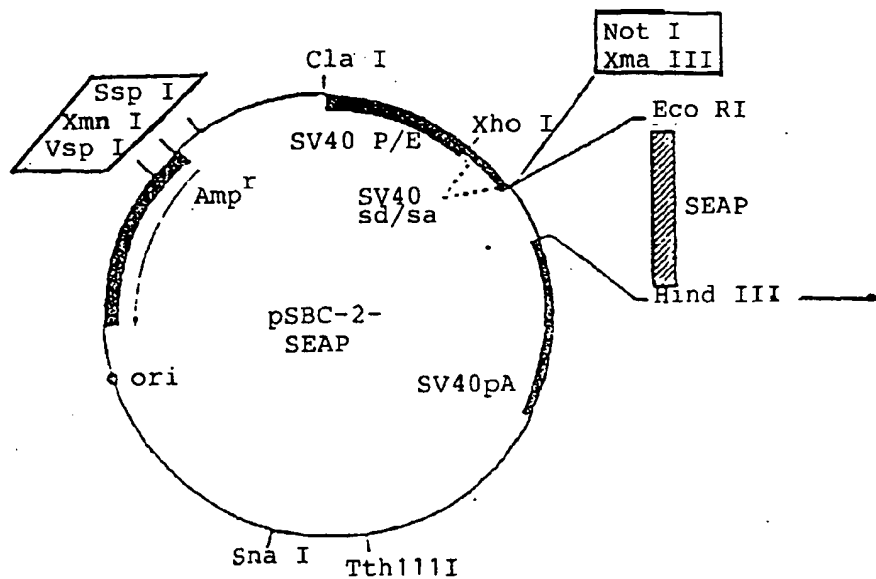 Not I
Xma III
Cla I
Ssp I
Xmn I
Vsp I
Xho I
Eco RI
SV40 P/E
Ampʳ
SV40
sd/sa
SEAP
Hind III
pSBC-2-
SEAP
ori
SV40pA
Sna I
Tth111I